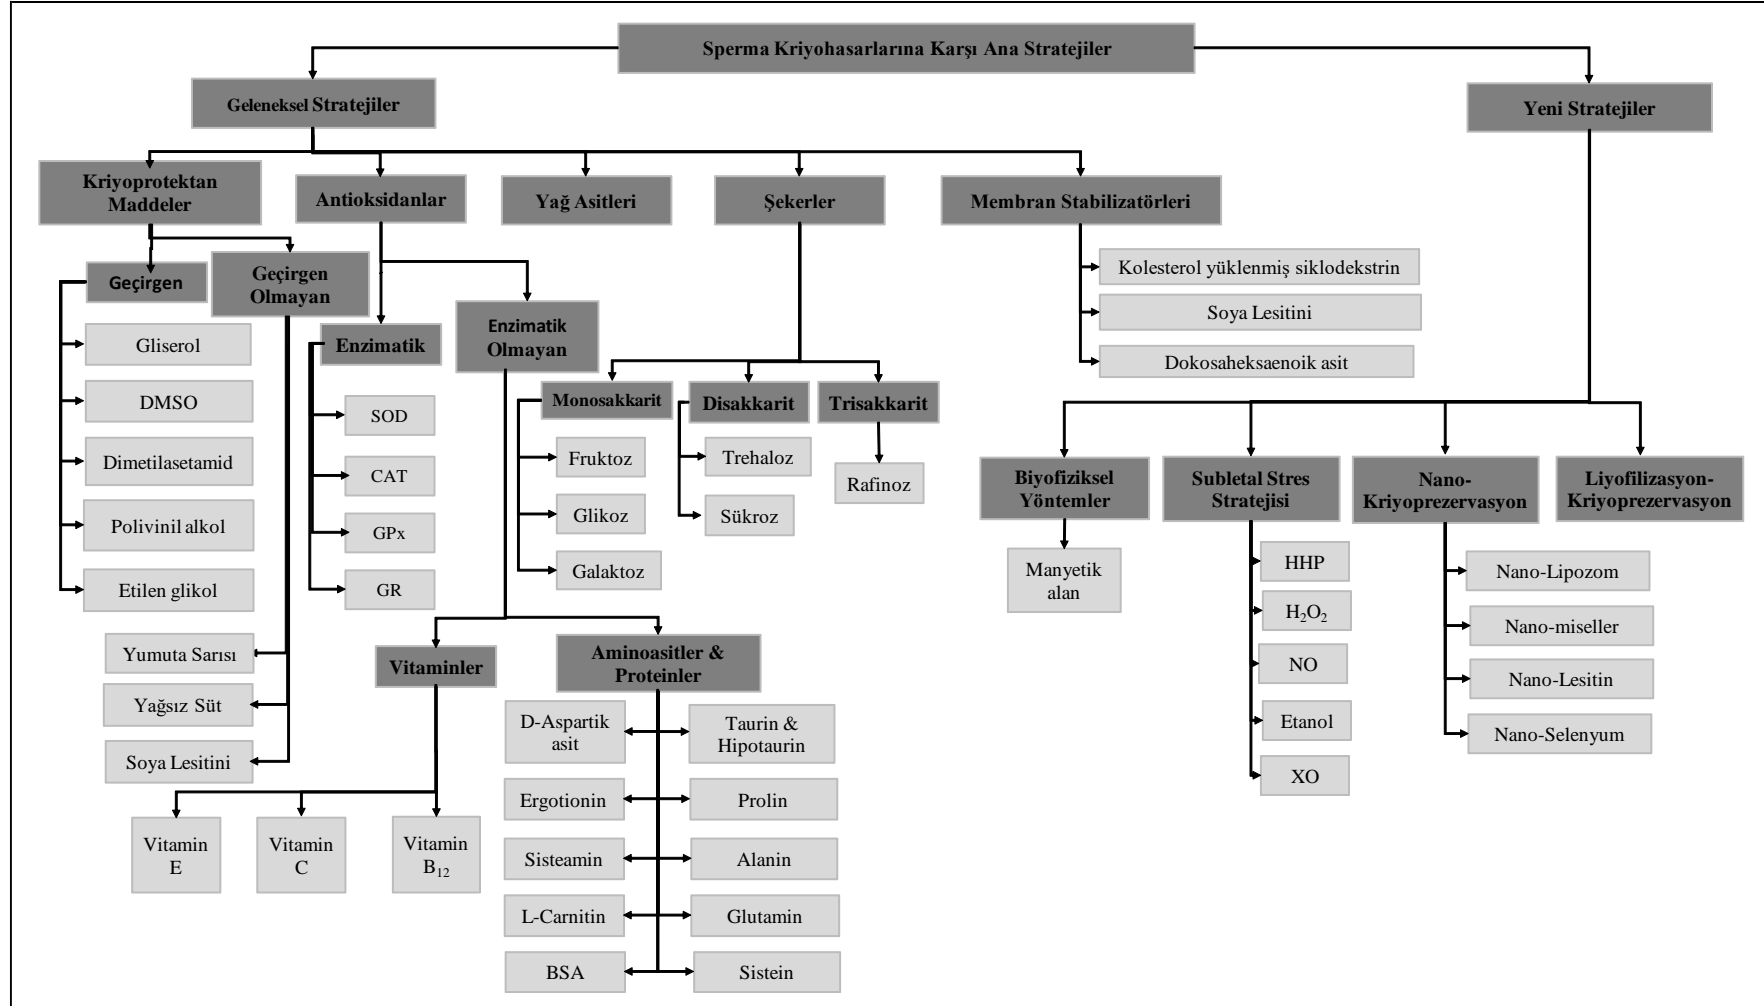 Sperma Kriyohasarlarına Karşı Ana Stratejiler
Geleneksel Stratejiler
Yeni Stratejiler
Kriyoprotektan
Maddeler
Antioksidanlar
Yağ Asitleri
Şekerler
Membran Stabilizatörleri
Geçirgen
Geçirgen
Olmayan
Gliserol
DMSO
Dimetilasetamid
Polivinil alkol
Etilen glikol
Yumuta Sarısı
Yağsız Süt
Soya Lesitini
Enzimatik
Enzimatik
Olmayan
SOD
CAT
GPx
GR
Vitaminler
Aminoasitler &
Proteinler
Vitamin
E
Vitamin
C
Vitamin
B₁₂
D-Aspartik
asit
Taurin &
Hipotaurin
Ergotionin
Prolin
Sisteamin
Alanin
L-Carnitin
Glutamin
BSA
Sistein
Monosakkarit
Disakkarit
Trisakkarit
Fruktoz
Glikoz
Galaktoz
Trehaloz
Sükroz
Rafinoz
Kolesterol yüklenmiş siklodekstrin
Soya Lesitini
Dokosaheksaenoik asit
Biyofiziksel
Yöntemler
Subletal Stres
Stratejisi
Nano-
Kriyoprezervasyon
Liyofilizasyon-
Kriyoprezervasyon
Manyetik
alan
HHP
H₂O₂
NO
Etanol
XO
Nano-Lipozom
Nano-miseller
Nano-Lesitin
Nano-Selenyum